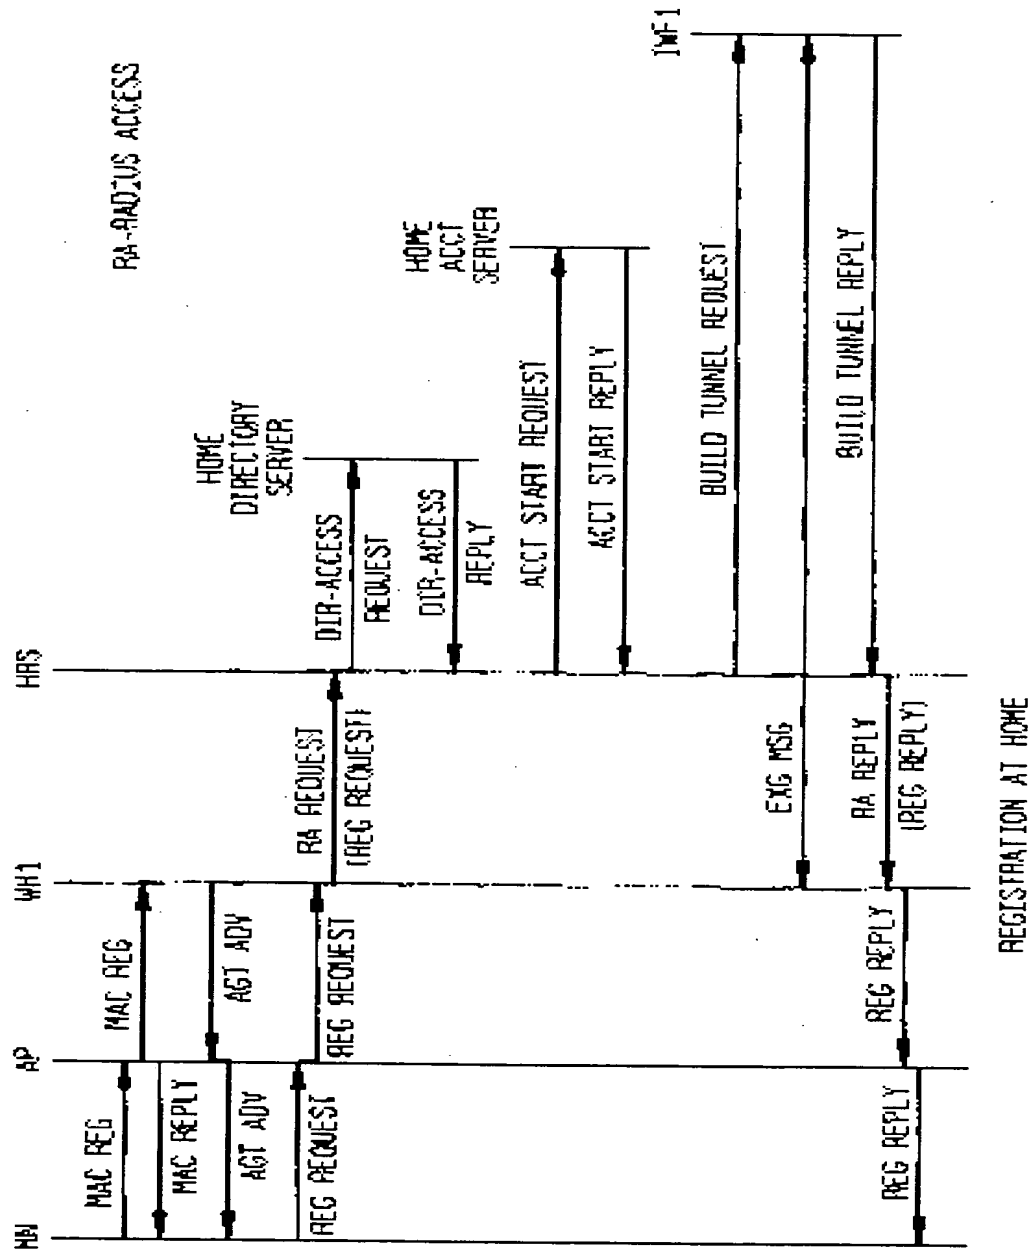 RA-RADIUS ACCESS
MN
AP
WH1
HRS
HOME
DIRECTORY
SERVER
HOME
ACCT
SERVER
IWF1
MAC REG
MAC REG
MAC REPLY
AGT ADV
AGT ADV
REG REQUEST
REG REQUEST
RA REQUEST
(REG REQUEST)
DIR-ACCESS
REQUEST
DIR-ACCESS
REPLY
ACCT START REQUEST
ACCT START REPLY
BUILD TUNNEL REQUEST
EXG MSG
BUILD TUNNEL REPLY
RA REPLY
(REG REPLY)
REG REPLY
REG REPLY
REGISTRATION AT HOME